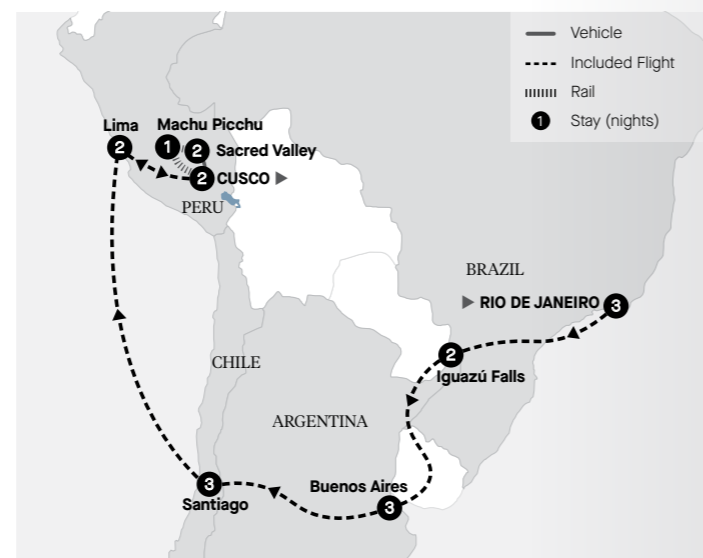 Vehicle
Included Flight
Rail
1 Stay (nights)
Lima
2
Machu Picchu
1
2 Sacred Valley
2 CUSCO
PERU
BRAZIL
RIO DE JANEIRO 3
2
Iguazú Falls
CHILE
ARGENTINA
3
Santiago
Buenos Aires
3